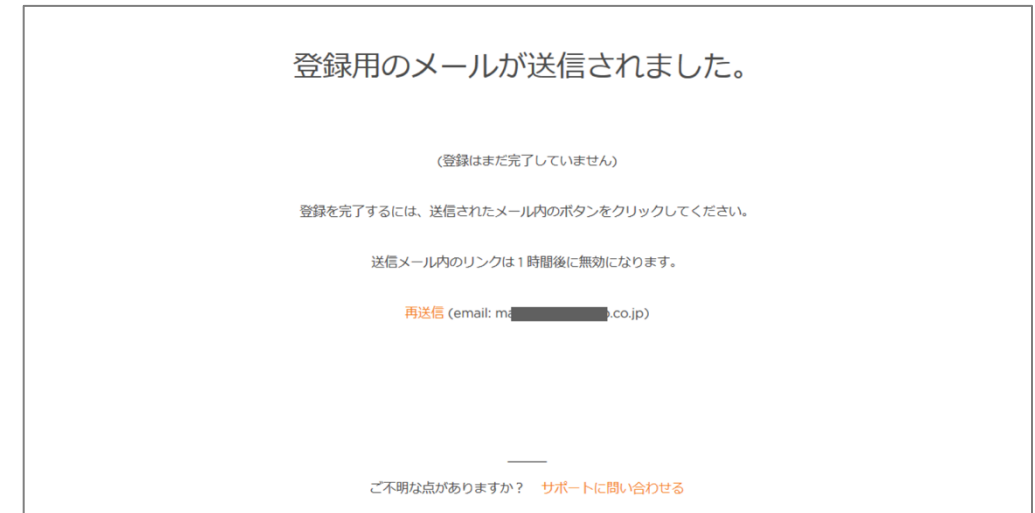 登録用のメールが送信されました。
(登録はまだ完了していません)
登録を完了するには、送信されたメール内のボタンをクリックしてください。
送信メール内のリンクは1時間後に無効になります。
再送信 (email: ma .co.jp)
ご不明な点がありますか？ サポートに問い合わせる